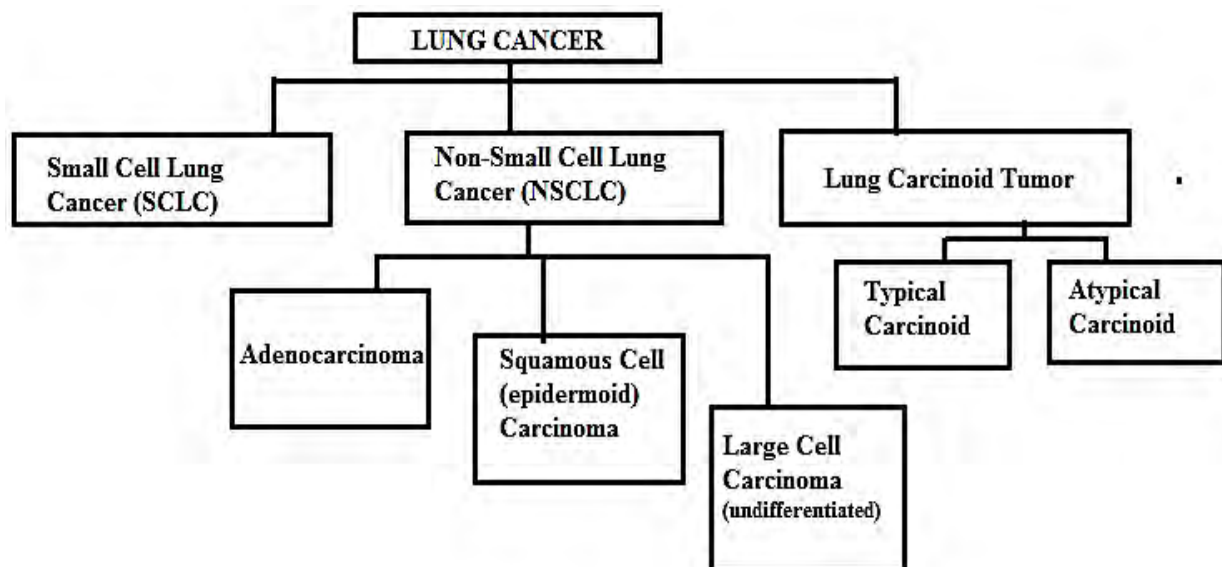 LUNG CANCER
Small Cell Lung
Cancer (SCLC)
Non-Small Cell Lung
Cancer (NSCLC)
Lung Carcinoid Tumor
Typical
Carcinoid
Atypical
Carcinoid
Adenocarcinoma
Squamous Cell
(epidermoid)
Carcinoma
Large Cell
Carcinoma
(undifferentiated)